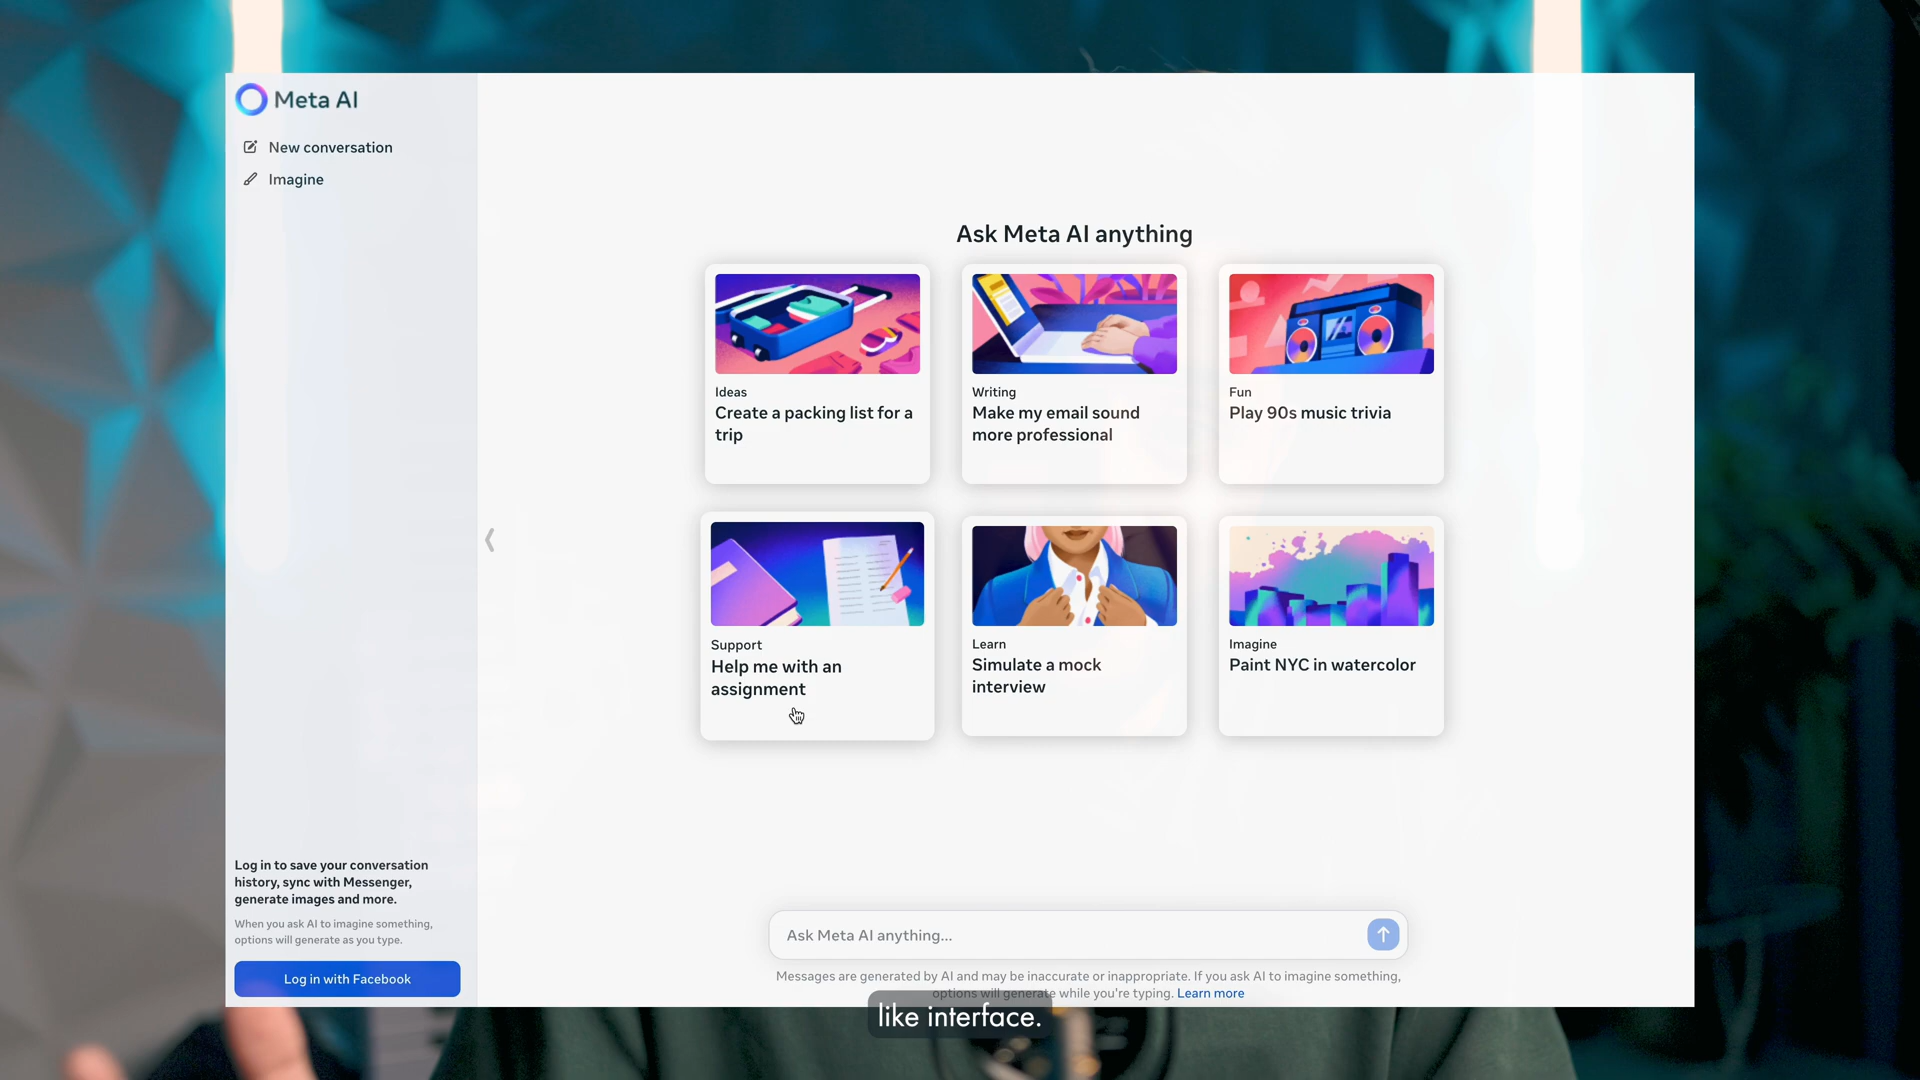 Meta AI
New conversation
Imagine
Ask Meta AI anything
Ideas
Create a packing list for a
trip
Writing
Make my email sound
more professional
Fun
Play 90s music trivia
Support
Help me with an
assignment
Learn
Simulate a mock
interview
Imagine
Paint NYC in watercolor
Log in to save your conversation
history, sync with Messenger,
generate images and more.
When you ask AI to imagine something,
options will generate as you type.
Log in with Facebook
Ask Meta AI anything...
Messages are generated by AI and may be inaccurate or inappropriate. If you ask AI to imagine something,
options will generate while you're typing. Learn more
like interface.